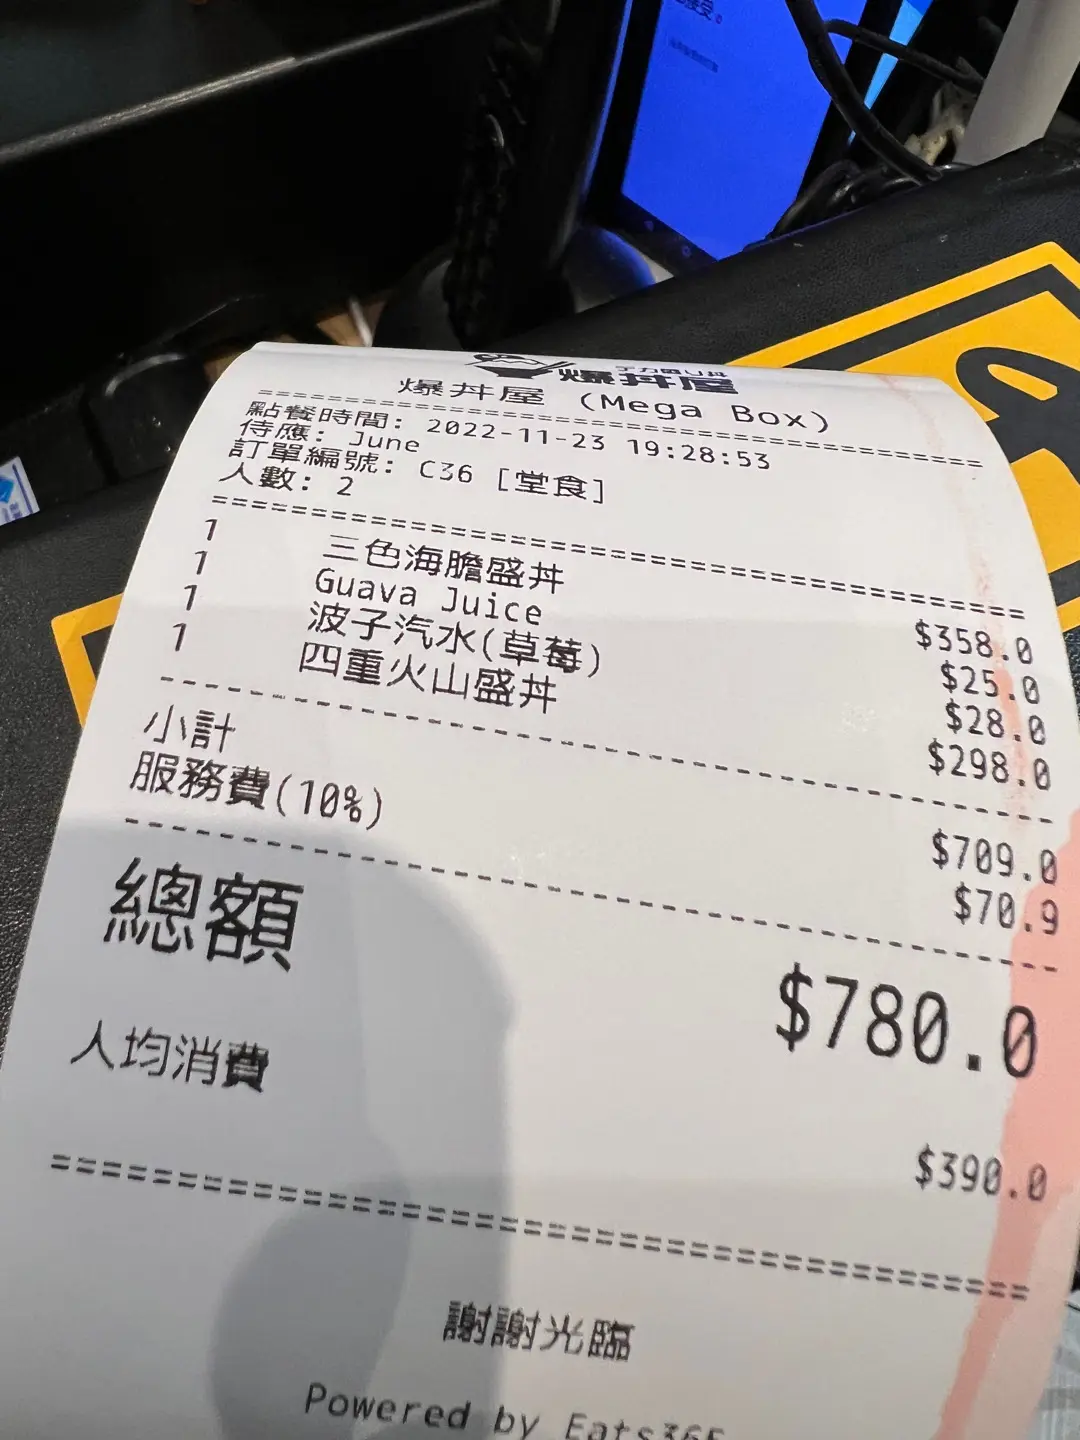 爆丼屋
爆丼屋 (Mega Box)
點餐時間: 2022-11-23 19:28:53
侍應: June
訂單編號: C36 [堂食]
人數: 2
1 三色海膽盛丼 $358.0
1 Guava Juice $25.0
1 波子汽水(草莓) $28.0
1 四重火山盛丼 $298.0
小計 $709.0
服務費(10%) $70.9
總額 $780.0
人均消費 $390.0
謝謝光臨
Powered by Eats365